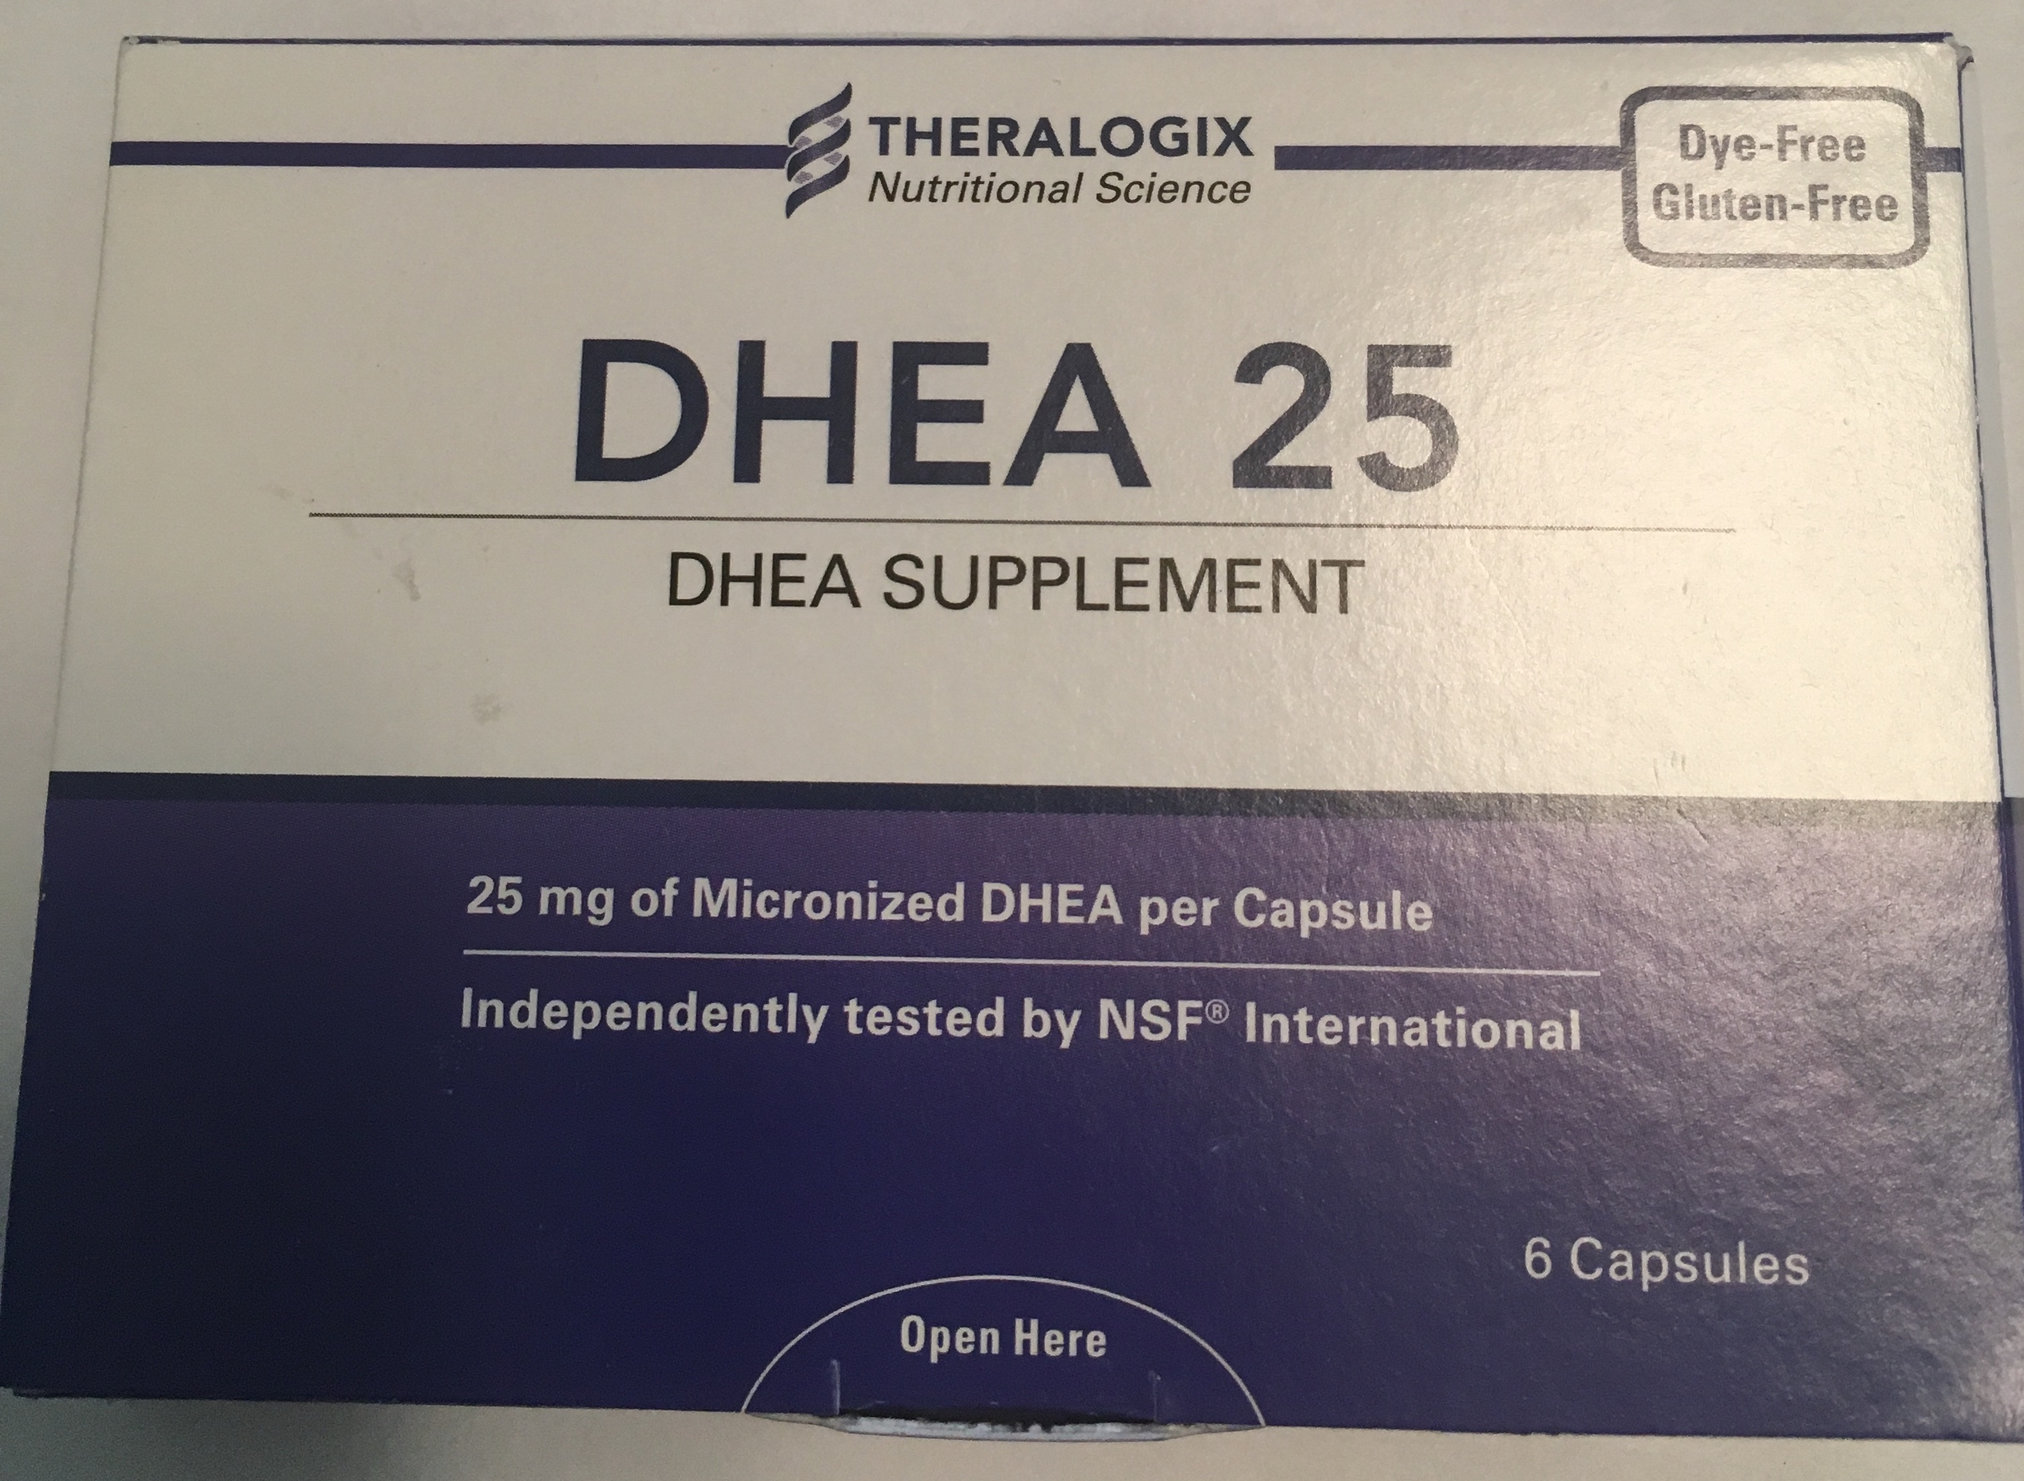 THERALOGIX
Nutritional Science
Dye-Free
Gluten-Free
DHEA 25
DHEA SUPPLEMENT
25 mg of Micronized DHEA per Capsule
Independently tested by NSF® International
6 Capsules
Open Here